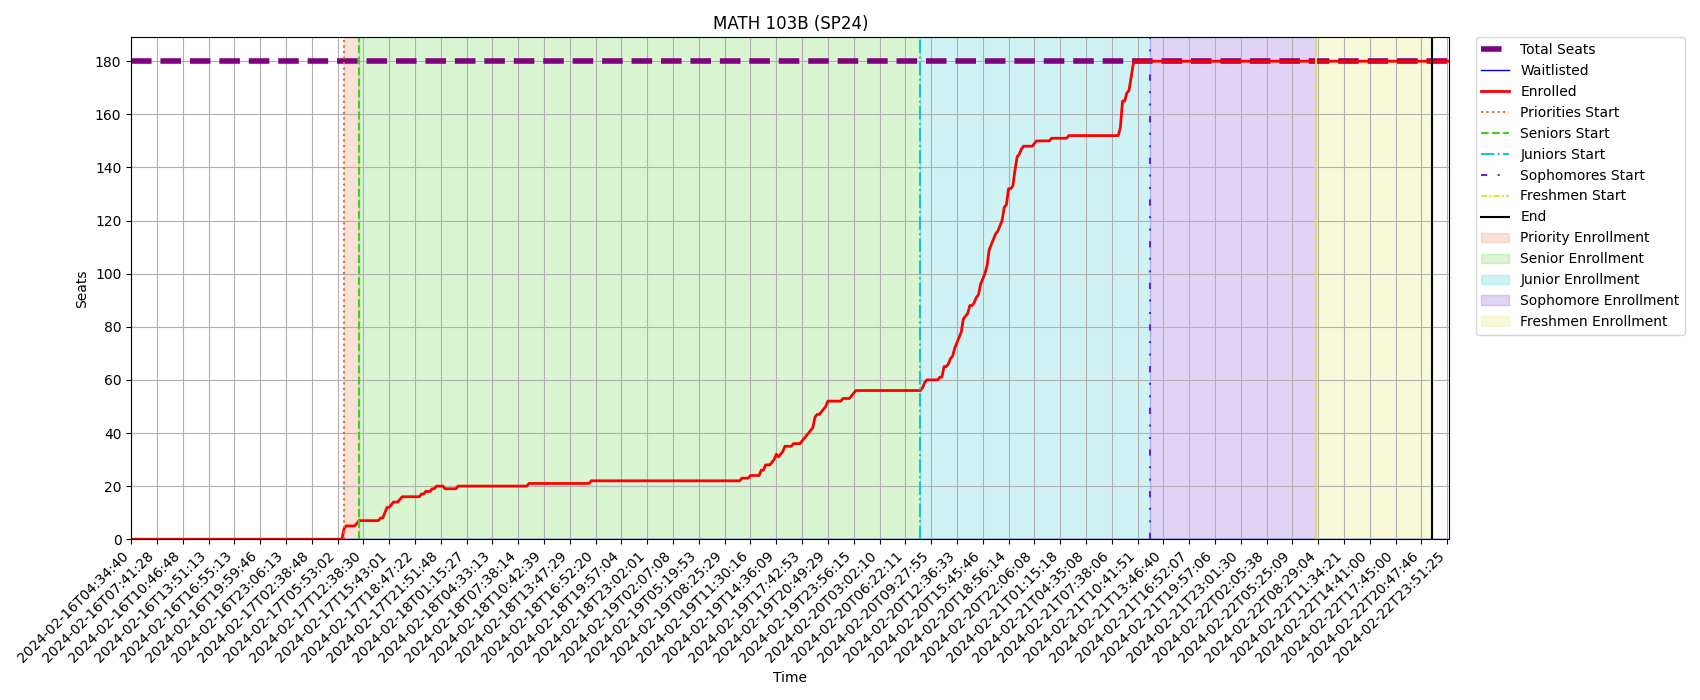 MATH 103B (SP24)
Seats
180
160
140
120
100
80
60
40
20
0
2024-02-16T04:34:40
2024-02-16T07:41:28
2024-02-16T10:46:48
2024-02-16T13:51:13
2024-02-16T16:55:13
2024-02-16T19:59:46
2024-02-16T23:06:13
2024-02-17T02:38:48
2024-02-17T05:53:02
2024-02-17T12:38:30
2024-02-17T15:43:01
2024-02-17T18:47:22
2024-02-17T21:51:48
2024-02-18T01:15:27
2024-02-18T04:33:13
2024-02-18T07:38:14
2024-02-18T10:42:39
2024-02-18T13:47:29
2024-02-18T16:52:20
2024-02-18T19:57:04
2024-02-18T23:02:01
2024-02-19T02:07:08
2024-02-19T05:19:53
2024-02-19T08:25:29
2024-02-19T11:30:16
2024-02-19T14:36:09
2024-02-19T17:42:53
2024-02-19T20:49:29
2024-02-19T23:56:15
2024-02-20T03:02:10
2024-02-20T06:22:11
2024-02-20T09:27:55
2024-02-20T12:36:33
2024-02-20T15:45:46
2024-02-20T18:56:14
2024-02-20T22:06:08
2024-02-21T01:15:18
2024-02-21T04:35:08
2024-02-21T07:38:06
2024-02-21T10:41:51
2024-02-21T13:46:40
2024-02-21T16:52:07
2024-02-21T19:57:06
2024-02-21T23:01:30
2024-02-22T02:05:38
2024-02-22T05:25:09
2024-02-22T08:29:04
2024-02-22T11:34:21
2024-02-22T14:41:00
2024-02-22T17:45:00
2024-02-22T20:47:46
2024-02-22T23:51:25
Time
Total Seats
Waitlisted
Enrolled
Priorities Start
Seniors Start
Juniors Start
Sophomores Start
Freshmen Start
End
Priority Enrollment
Senior Enrollment
Junior Enrollment
Sophomore Enrollment
Freshmen Enrollment